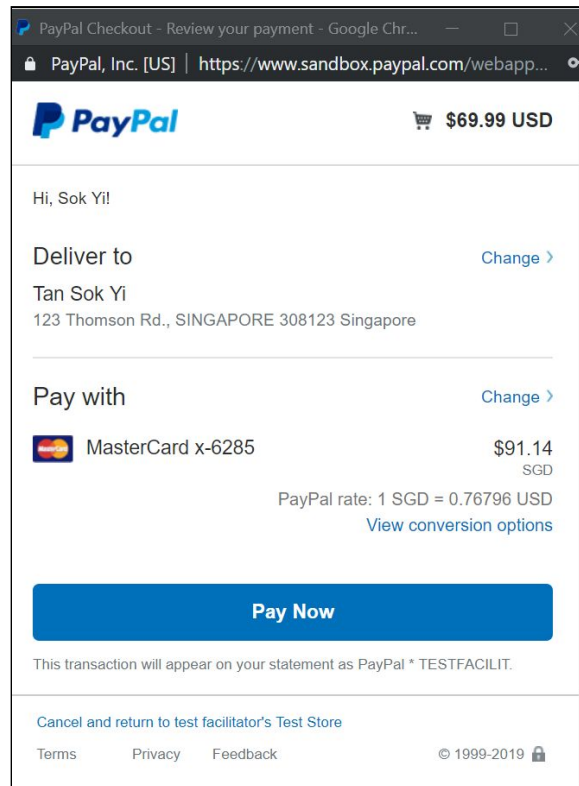 PayPal Checkout - Review your payment - Google Chr...
PayPal, Inc. [US] | https://www.sandbox.paypal.com/webapp...
PayPal $69.99 USD
Hi, Sok Yi!
Deliver to Change >
Tan Sok Yi
123 Thomson Rd., SINGAPORE 308123 Singapore
Pay with Change >
MasterCard MasterCard x-6285 $91.14
SGD
PayPal rate: 1 SGD = 0.76796 USD
View conversion options
Pay Now
This transaction will appear on your statement as PayPal * TESTFACILIT.
Cancel and return to test facilitator's Test Store
Terms Privacy Feedback © 1999-2019